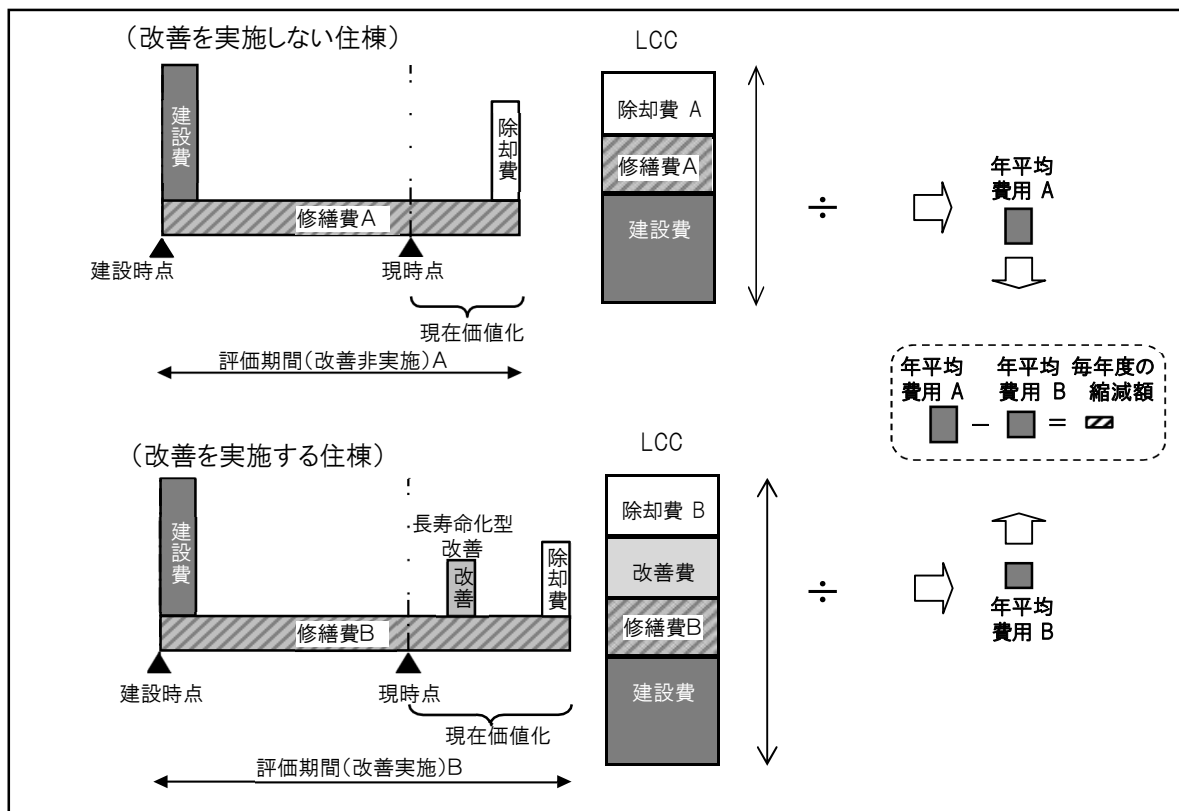 (改善を実施しない住棟)
LCC
建設費
除却費
修繕費A
建設時点
現時点
現在価値化
評価期間(改善非実施)A
除却費 A
修繕費A
建設費
÷
年平均
費用 A
年平均
費用 A
－
年平均
費用 B
＝
毎年度の
縮減額
(改善を実施する住棟)
LCC
建設費
長寿命化型
改善
改善
除却費
修繕費B
建設時点
現時点
現在価値化
評価期間(改善実施)B
除却費 B
改善費
修繕費B
建設費
÷
年平均
費用 B